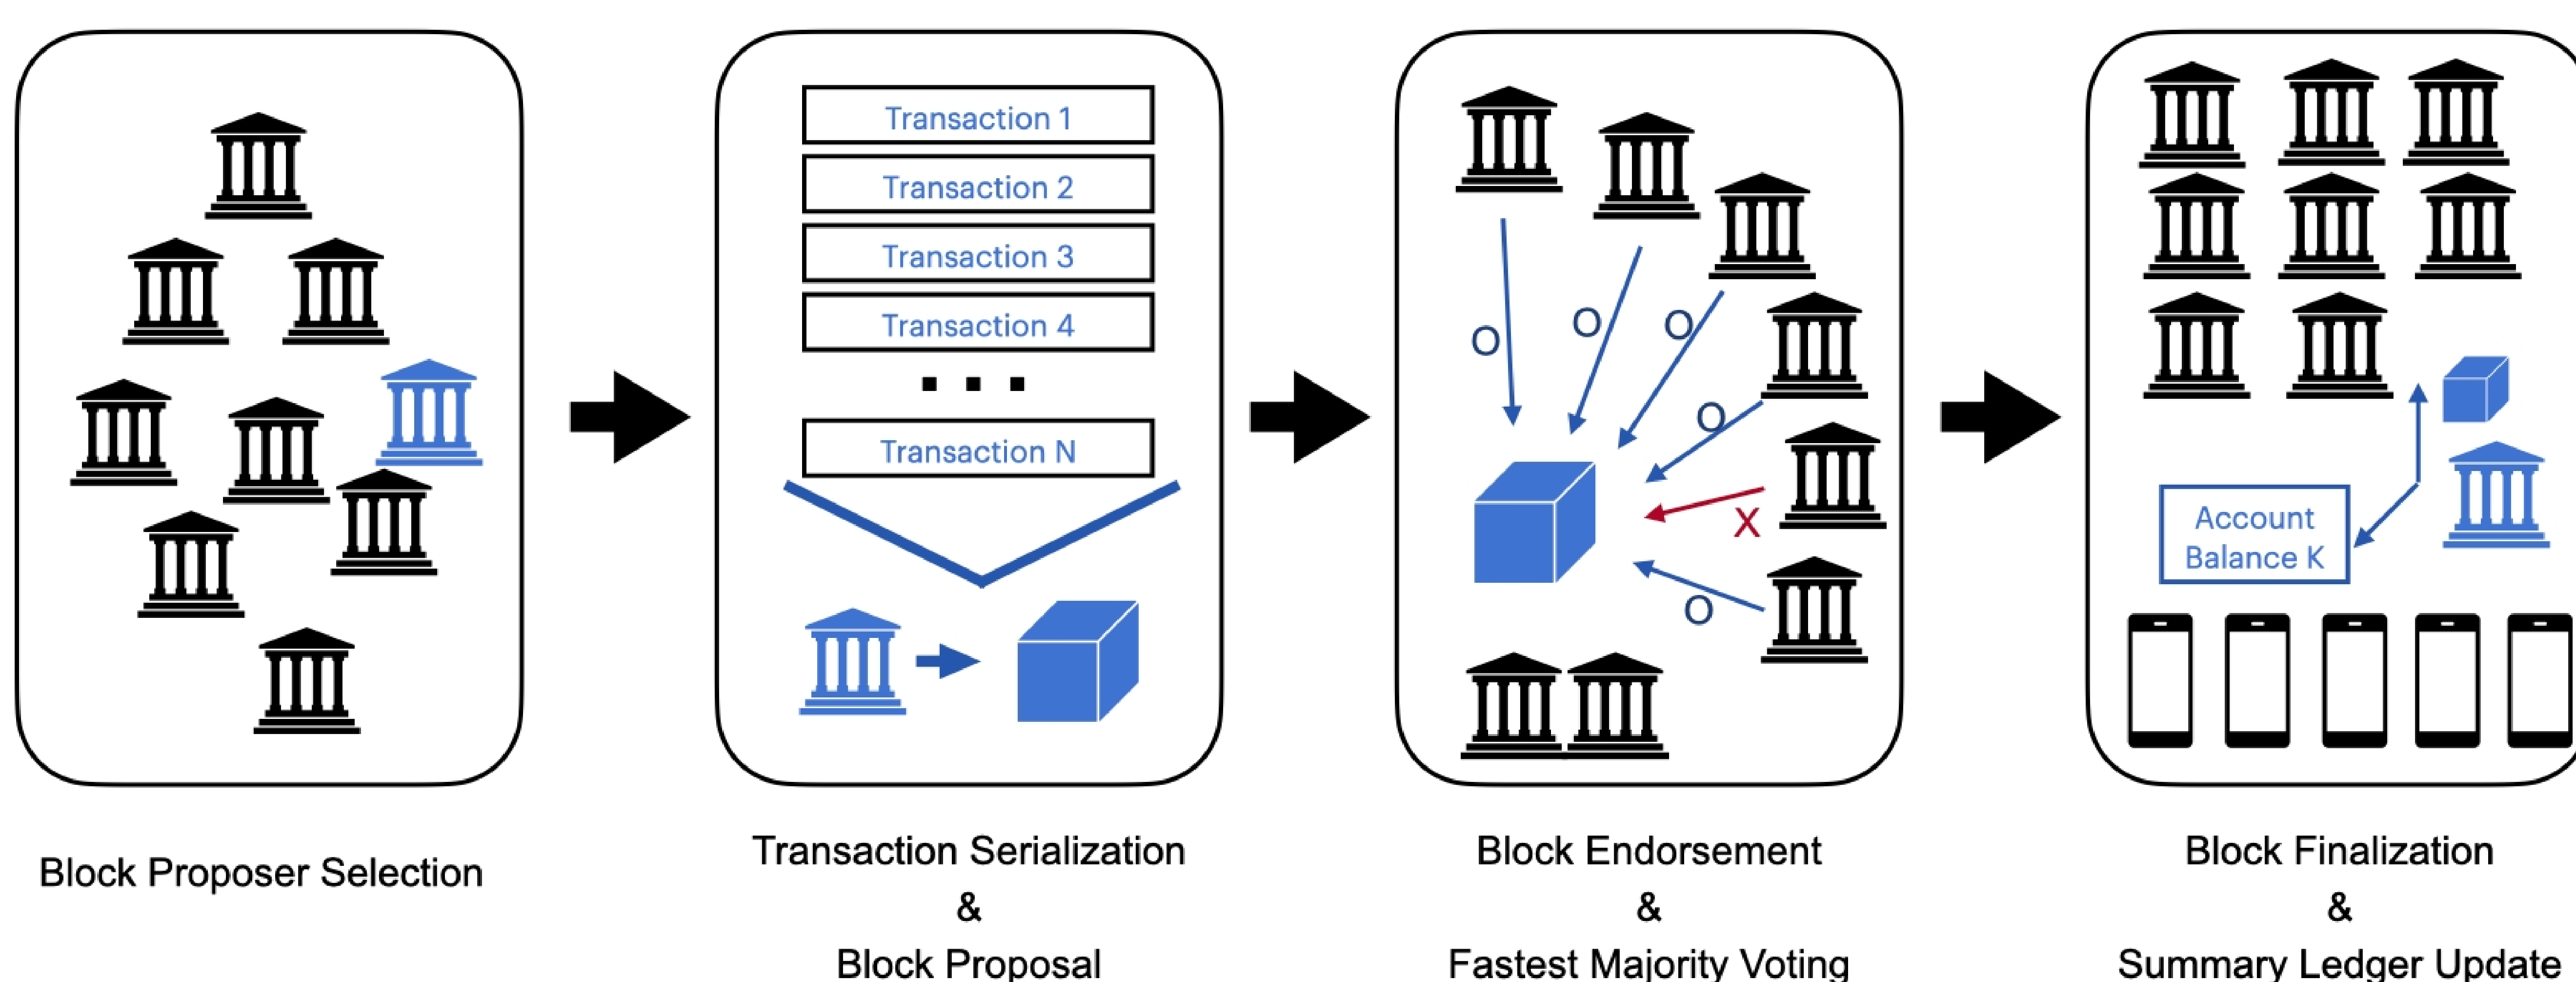 Transaction 1
Transaction 2
Transaction 3
Transaction 4
...
Transaction N
O
O
O
O
X
O
Account
Balance K
Block Proposer Selection
Transaction Serialization
&
Block Proposal
Block Endorsement
&
Fastest Majority Voting
Block Finalization
&
Summary Ledger Update